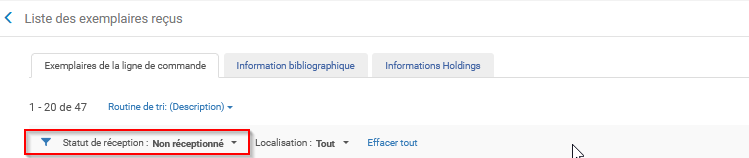 Liste des exemplaires reçus
Exemplaires de la ligne de commande Information bibliographique Informations Holdings
1 - 20 de 47 Routine de tri: (Description)
Statut de réception : Non réceptionné Localisation : Tout Effacer tout